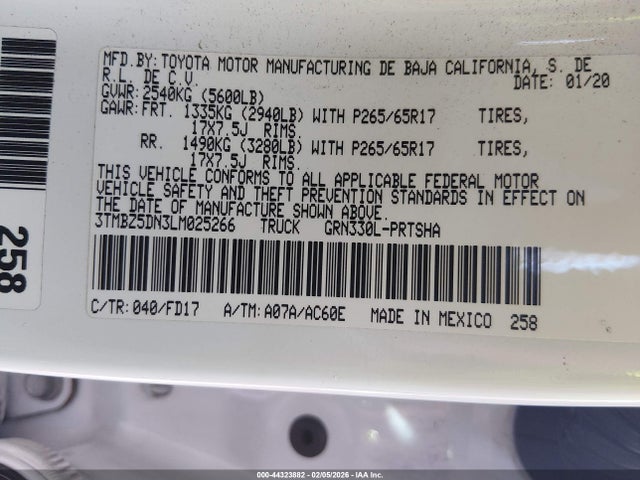 MFD.BY:TOYOTA MOTOR MANUFACTURING DE BAJA CALIFORNIA, S. DE
R.L. DE C.V. DATE: 01/20
GVWR: 2540KG (5600LB)
GAWR:FRT. 1335KG (2940LB) WITH P265/65R17 TIRES,
17X7.5J RIMS.
RR. 1490KG (3280LB) WITH P265/65R17 TIRES,
17X7.5J RIMS.
THIS VEHICLE CONFORMS TO ALL APPLICABLE FEDERAL MOTOR
VEHICLE SAFETY AND THEFT PREVENTION STANDARDS IN EFFECT ON
THE DATE OF MANUFACTURE SHOWN ABOVE.
3TMBZ5DN3LM025266 TRUCK GRN330L-PRTSHA
C/TR:040/FD17 A/TM:A07A/AC60E MADE IN MEXICO 258
258
000-44323882 - 02/05/2026 - IAA Inc.